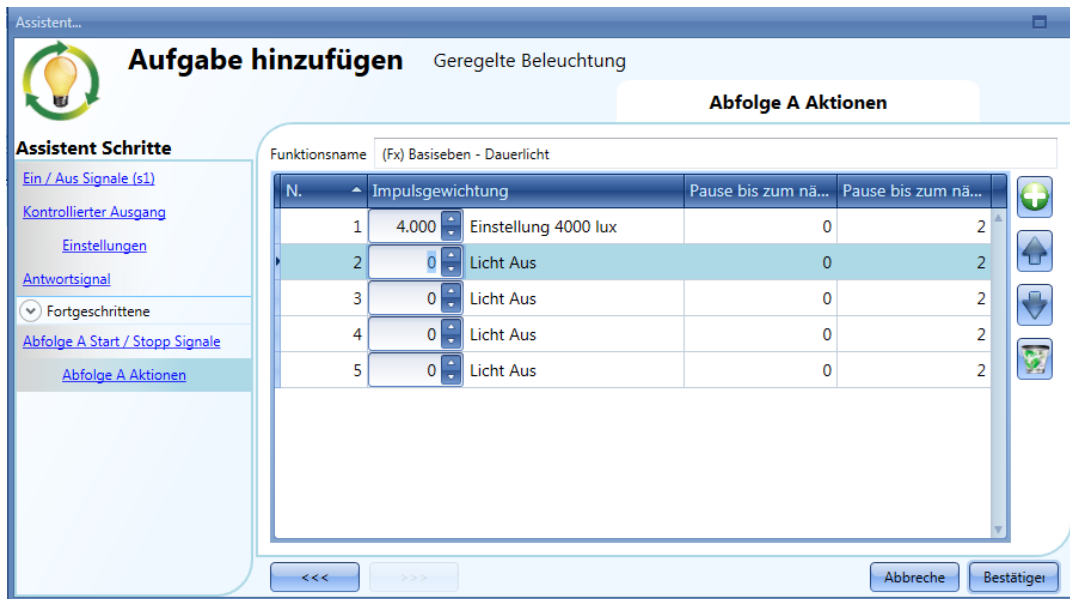 Assistent...
Aufgabe hinzufügen Geregelte Beleuchtung
Abfolge A Aktionen
Assistent Schritte
Ein / Aus Signale (s1)
Kontrollierter Ausgang
Einstellungen
Antwortsignal
Fortgeschrittene
Abfolge A Start / Stopp Signale
Abfolge A Aktionen
Funktionsname (Fx) Basiseben - Dauerlicht
N. Impulsgewichtung Pause bis zum nä... Pause bis zum nä...
1 4.000 Einstellung 4000 lux 0 2
2 0 Licht Aus 0 2
3 0 Licht Aus 0 2
4 0 Licht Aus 0 2
5 0 Licht Aus 0 2
<<< >>> Abbreche Bestätiger